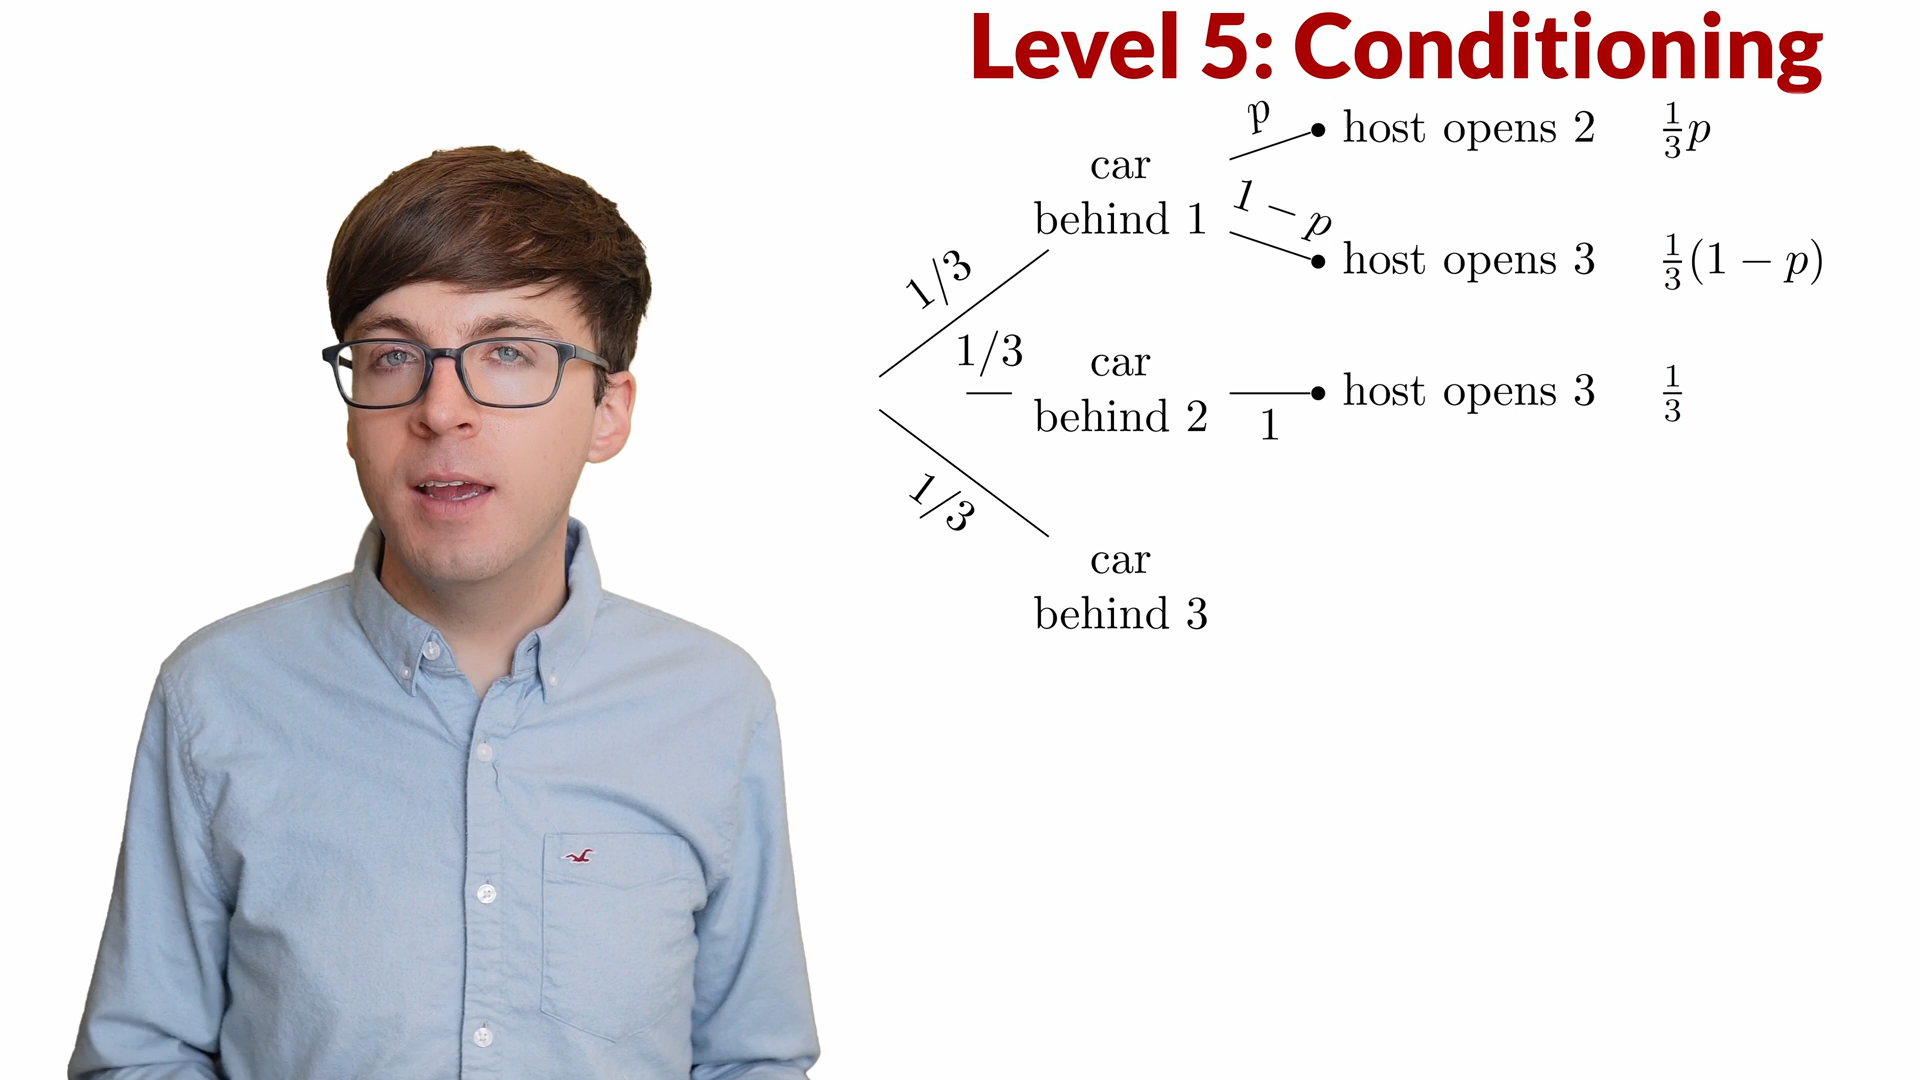 Level 5: Conditioning
p
host opens 2 1/3 p
car
behind 1
1 − p
host opens 3 1/3 (1 − p)
1/3
1/3
car
behind 2
1
host opens 3 1/3
1/3
car
behind 3